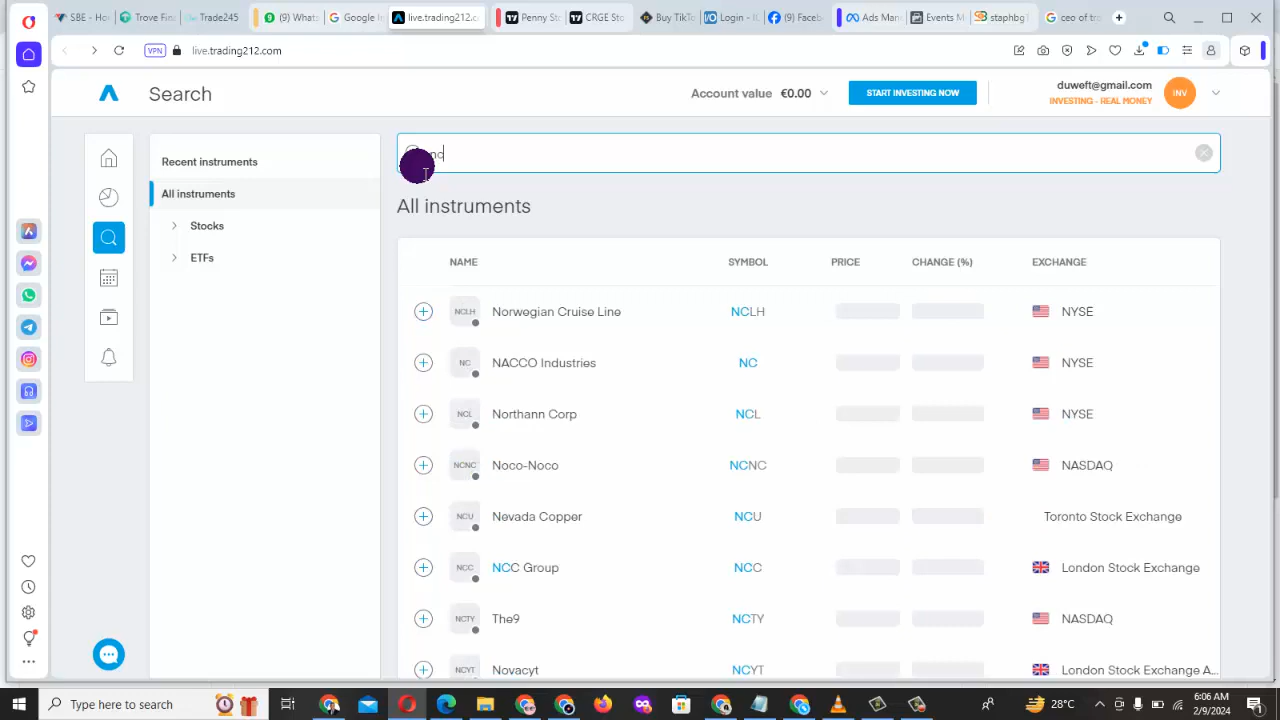 SBE - Ho
Trove Fin
Trade245
(9) Whats
Google I
live.trading212.c
Penny St
CRGE St
Buy TikTo
Login - I
(9) Faceb
Ads Man
Events M
staphbg1
ceo of t
VPN
live.trading212.com
Search
Account value €0.00
START INVESTING NOW
duweft@gmail.com
INVESTING - REAL MONEY
INV
Recent instruments
All instruments
Stocks
ETFs
nc
All instruments
NAME SYMBOL PRICE CHANGE (%) EXCHANGE
NCLH Norwegian Cruise Line NCLH NYSE
NC NACCO Industries NC NYSE
NCL Northann Corp NCL NYSE
NCNC Noco-Noco NCNC NASDAQ
NCU Nevada Copper NCU Toronto Stock Exchange
NCC NCC Group NCC London Stock Exchange
NCTY The9 NCTY NASDAQ
NCYT Novacyt NCYT London Stock Exchange A...
Type here to search
28°C
6:06 AM
2/9/2024